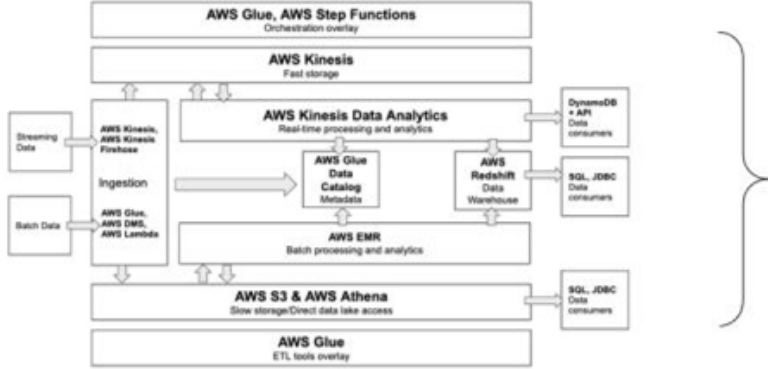 AWS Glue, AWS Step Functions
Orchestration overlay
AWS Kinesis
Fast storage
AWS Kinesis Data Analytics
Real-time processing and analytics
DynamoDB
+ API
Data
consumers
Streaming
Data
AWS Kinesis,
AWS Kinesis
Firehose
Ingestion
AWS Glue
Data
Catalog
Metadata
AWS
Redshift
Data
Warehouse
SQL, JDBC
Data
consumers
Batch Data
AWS Glue,
AWS DMS,
AWS Lambda
AWS EMR
Batch processing and analytics
AWS S3 & AWS Athena
Slow storage/Direct data lake access
SQL, JDBC
Data
consumers
AWS Glue
ETL tools overlay